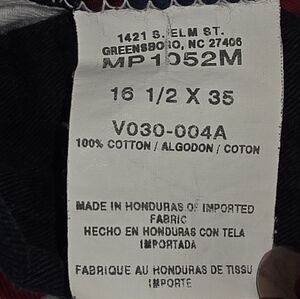 1421 S. ELM ST.
GREENSBORO, NC 27406
MP1052M
16 1/2 X 35
V030-004A
100% COTTON / ALGODON / COTON
MADE IN HONDURAS OF IMPORTED
FABRIC
HECHO EN HONDURAS CON TELA
IMPORTADA
FABRIQUE AU HONDURAS DE TISSU
IMPORTE